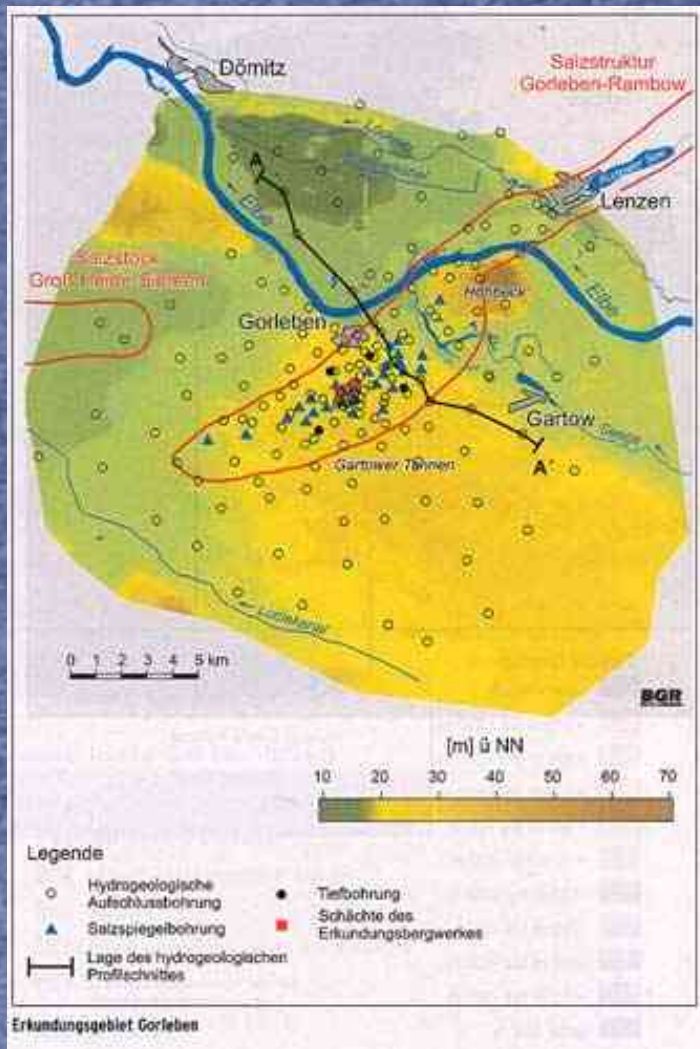 Dömitz
Salzstruktur
Gorleben-Rambow
A
Lenzen
Salzstock
Elbe
Höhbeck
Gorleben
Gartow
Seege
Gartower Tannen
A'
0 1 2 3 4 5 km
BGR
[m] ü NN
10 20 30 40 50 60 70
Legende
Hydrogeologische
Aufschlussbohrung
Tiefbohrung
Salzspiegelbohrung
Schächte des
Erkundungsbergwerkes
Lage des hydrogeologischen
Profilschnittes
Erkundungsgebiet Gorleben